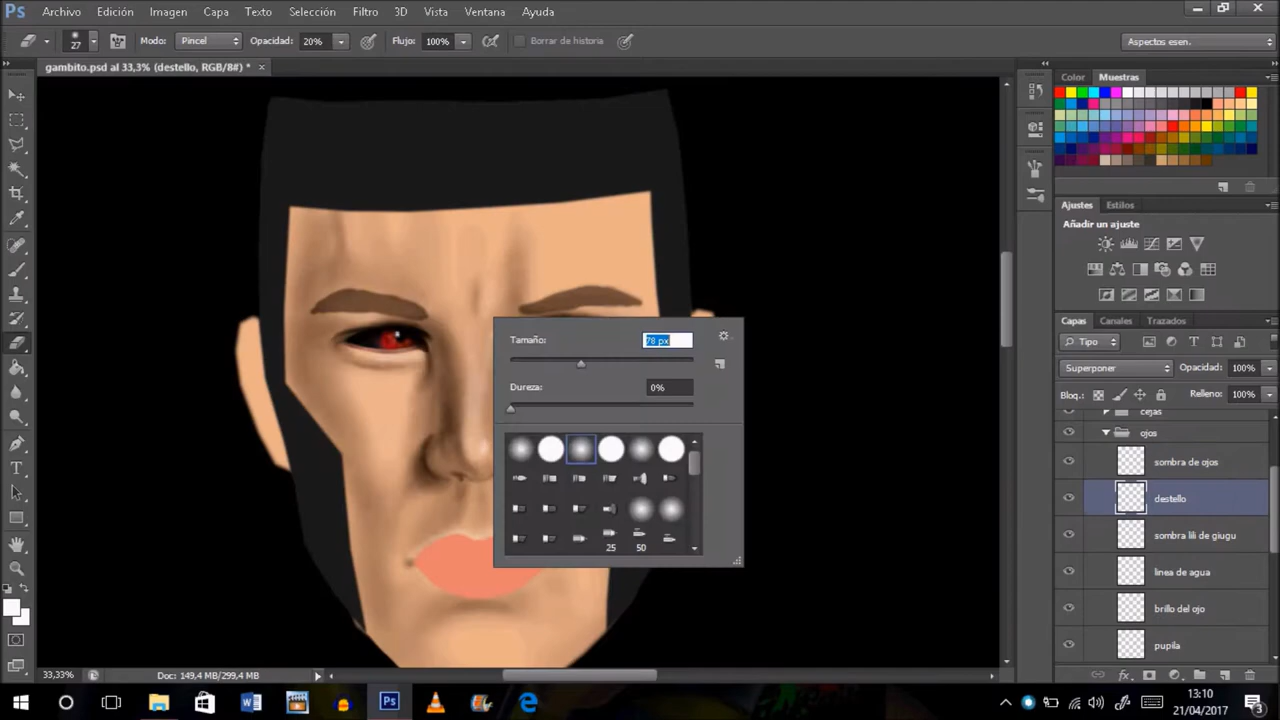 Ps Archivo Edición Imagen Capa Texto Selección Filtro 3D Vista Ventana Ayuda
27 Modo: Pincel Opacidad: 20% Flujo: 100% Borrar de historia Aspectos esen.
gambito.psd al 33,3% (destello, RGB/8#) *
Color Muestras
Ajustes Estilos
Añadir un ajuste
Tamaño: 78 px
Dureza: 0%
25 50
Capas Canales Trazados
Tipo
Superponer Opacidad: 100%
Bloq.: Relleno: 100%
cejas
ojos
sombra de ojos
destello
sombra lili de giugu
linea de agua
brillo del ojo
pupila
33,33% Doc: 149,4 MB/299,4 MB
Ps
13:10
21/04/2017
3